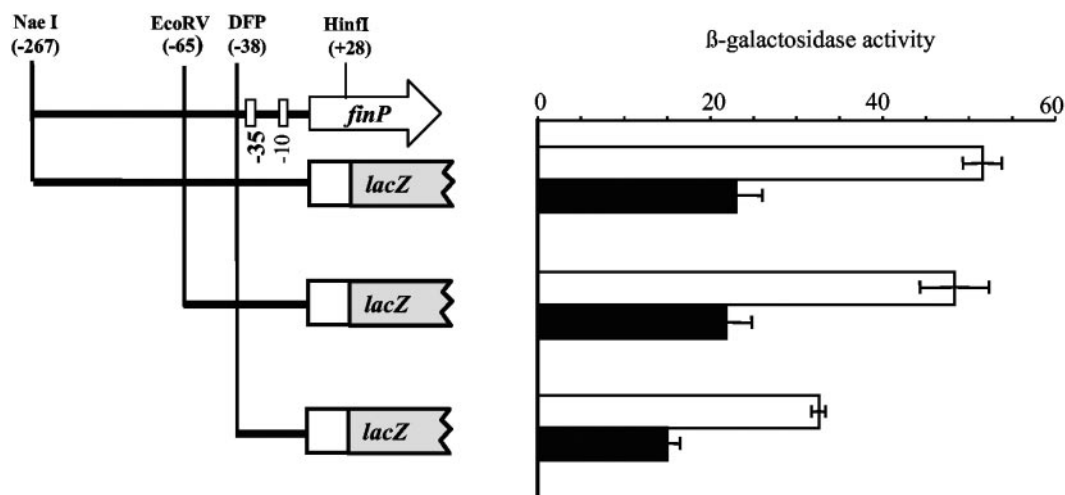 Nae I
(-267)
EcoRV
(-65)
DFP
(-38)
HinfI
(+28)
finP
-35
-10
lacZ
lacZ
lacZ
ß-galactosidase activity
0 20 40 60